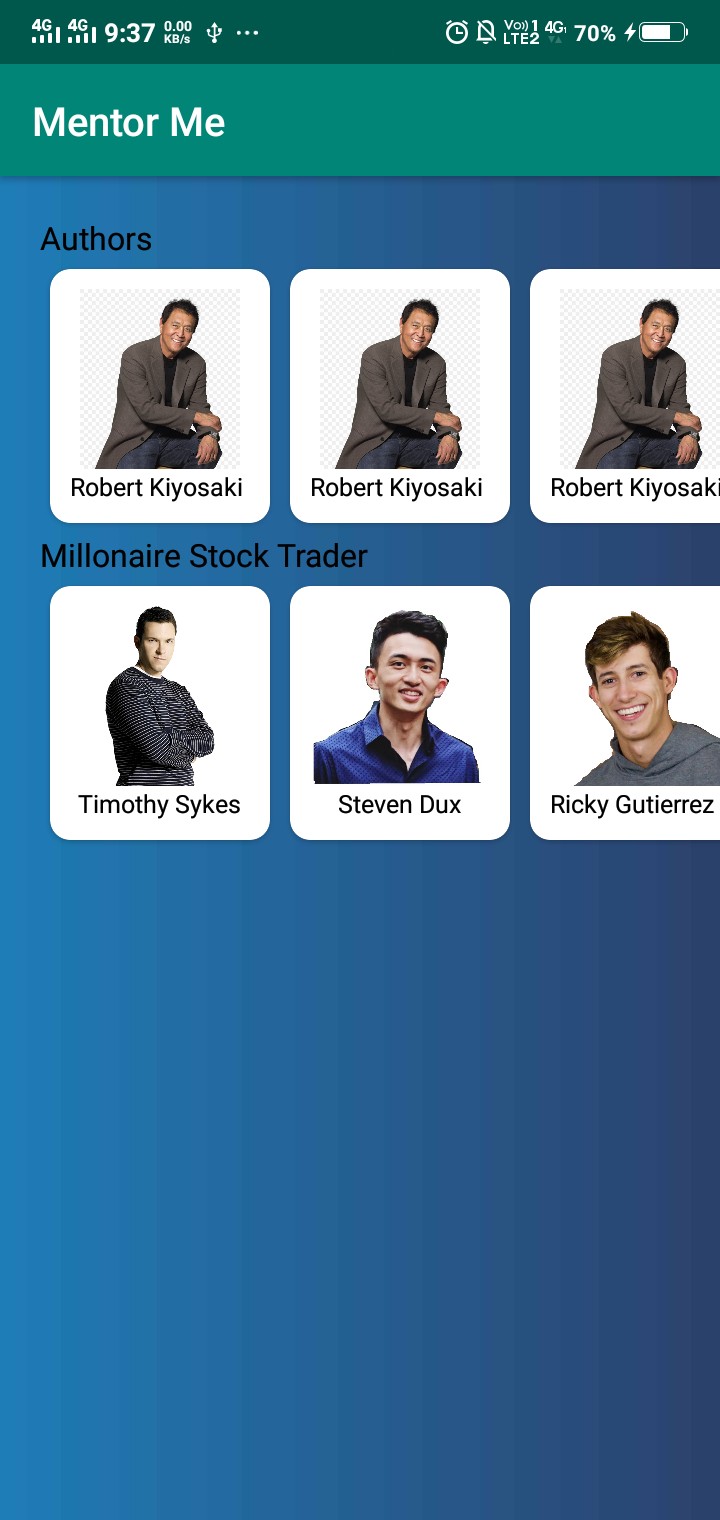 4G 4G 9:37 0.00 KB/s ... Vo)) 1 LTE2 4G 70%
Mentor Me
Authors
Robert Kiyosaki Robert Kiyosaki Robert Kiyosaki
Millonaire Stock Trader
Timothy Sykes Steven Dux Ricky Gutierrez